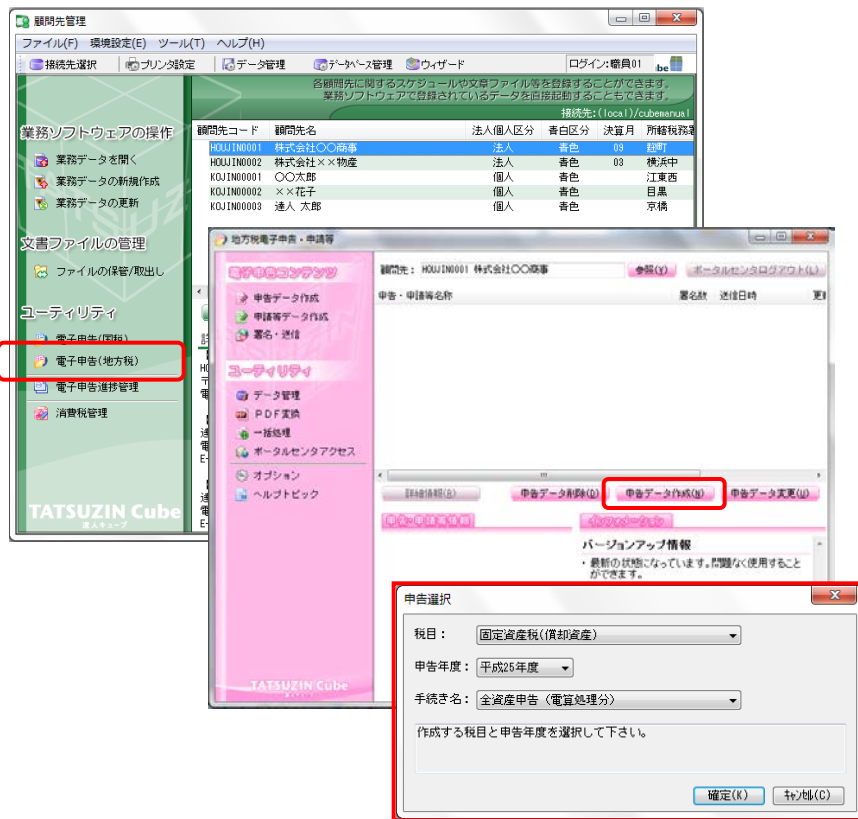 顧問先管理
ファイル(F) 環境設定(E) ツール(T) ヘルプ(H)
接続先選択 プリンタ設定 データ管理 データベース管理 ウィザード ログイン:職員01
各顧問先に関するスケジュールや文章ファイル等を登録することができます。
業務ソフトウェアで登録されているデータを直接起動することもできます。
接続先:(local)/cubemanual
業務ソフトウェアの操作
業務データを開く
業務データの新規作成
業務データの更新
文書ファイルの管理
ファイルの保管/取出し
ユーティリティ
電子申告(国税)
電子申告(地方税)
電子申告進捗管理
消費税管理
TATSUZIN Cube
達人キューブ
顧問先コード 顧問先名 法人個人区分 青白区分 決算月 所轄税務署
HOUJIN0001 株式会社〇〇商事 法人 青色 09 麹町
HOUJIN0002 株式会社××物産 法人 青色 03 横浜中
KOJIN00001 〇〇太郎 個人 青色 江東西
KOJIN00002 ××花子 個人 青色 目黒
KOJIN00003 達人 太郎 個人 青色 京橋
地方税電子申告・申請等
電子申告コンテンツ
申告データ作成
申請等データ作成
署名・送信
ユーティリティ
データ管理
PDF変換
一括処理
ポータルセンタアクセス
オプション
ヘルプトピック
TATSUZIN Cube
顧問先: HOUJIN0001 株式会社〇〇商事 参照(Y) ポータルセンタログアウト(L)
申告・申請等名称 署名数 送信日時
詳細情報(A) 申告データ削除(D) 申告データ作成(N) 申告データ変更(U)
申告・申請等情報 インフォメーション
バージョンアップ情報
・最新の状態になっています。問題なく使用すること
ができます。
申告選択
税目: 固定資産税(償却資産)
申告年度: 平成25年度
手続き名: 全資産申告(電算処理分)
作成する税目と申告年度を選択して下さい。
確定(K) キャンセル(C)